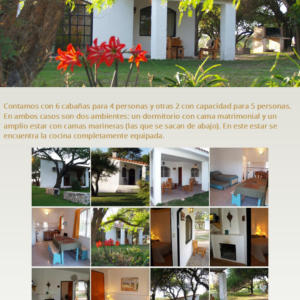 Contamos con 6 cabañas para 4 personas y otras 2 con capacidad para 5 personas.
En ambos casos son dos ambientes: un dormitorio con cama matrimonial y un
amplio estar con camas marineras (las que se sacan de abajo). En este estar se
encuentra la cocina completamente equipada.